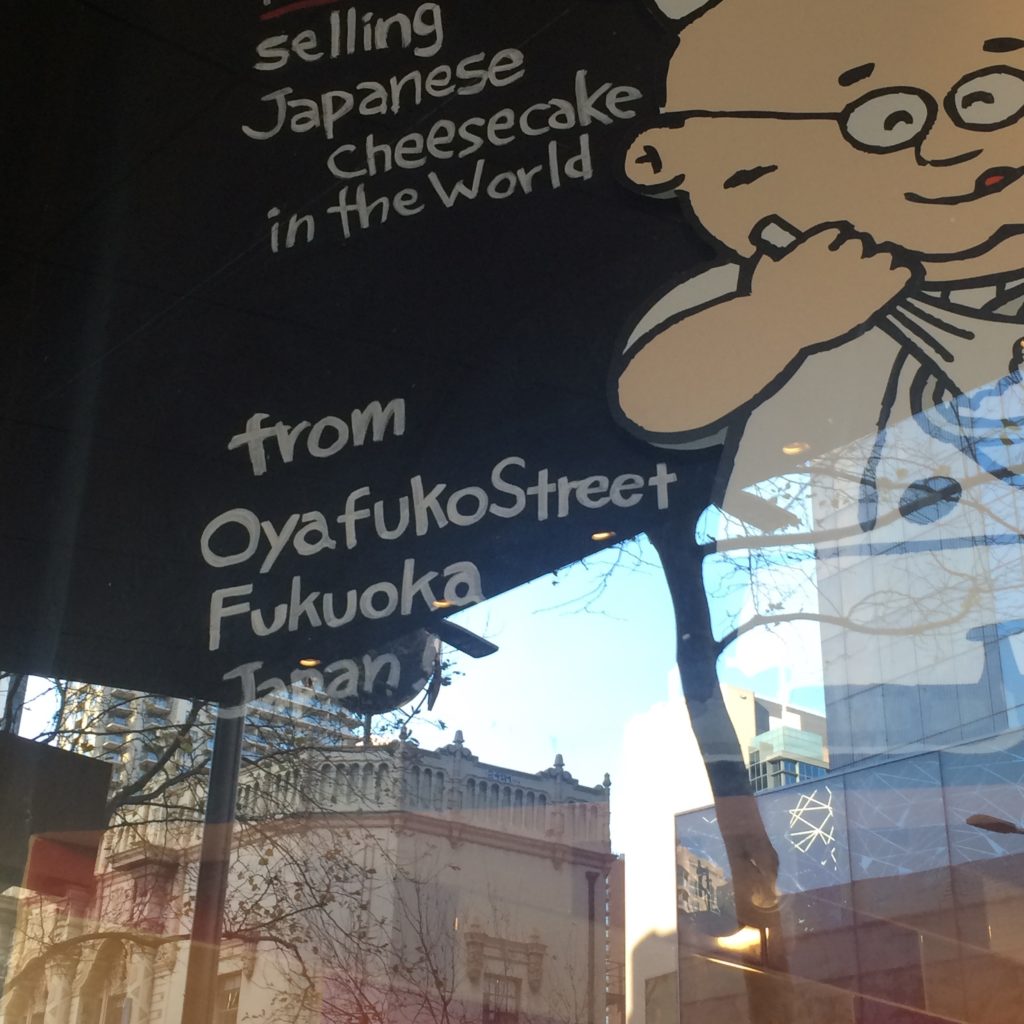 selling
Japanese
Cheesecake
in the World
from
OyafukoStreet
Fukuoka
Japan